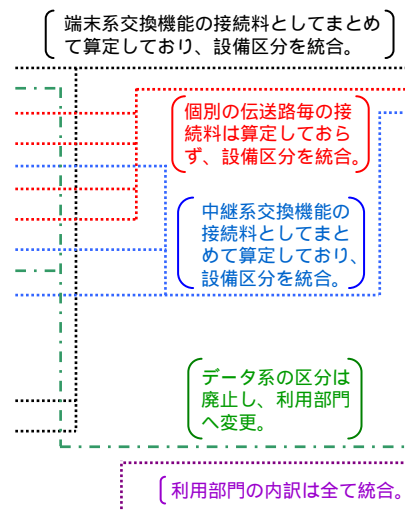 端末系交換機能の接続料としてまとめ
て算定しており、設備区分を統合。
個別の伝送路毎の接
続料は算定しておら
ず、設備区分を統合。
中継系交換機能の
接続料としてまと
めて算定しており、
設備区分を統合。
データ系の区分は
廃止し、利用部門
へ変更。
利用部門の内訳は全て統合。